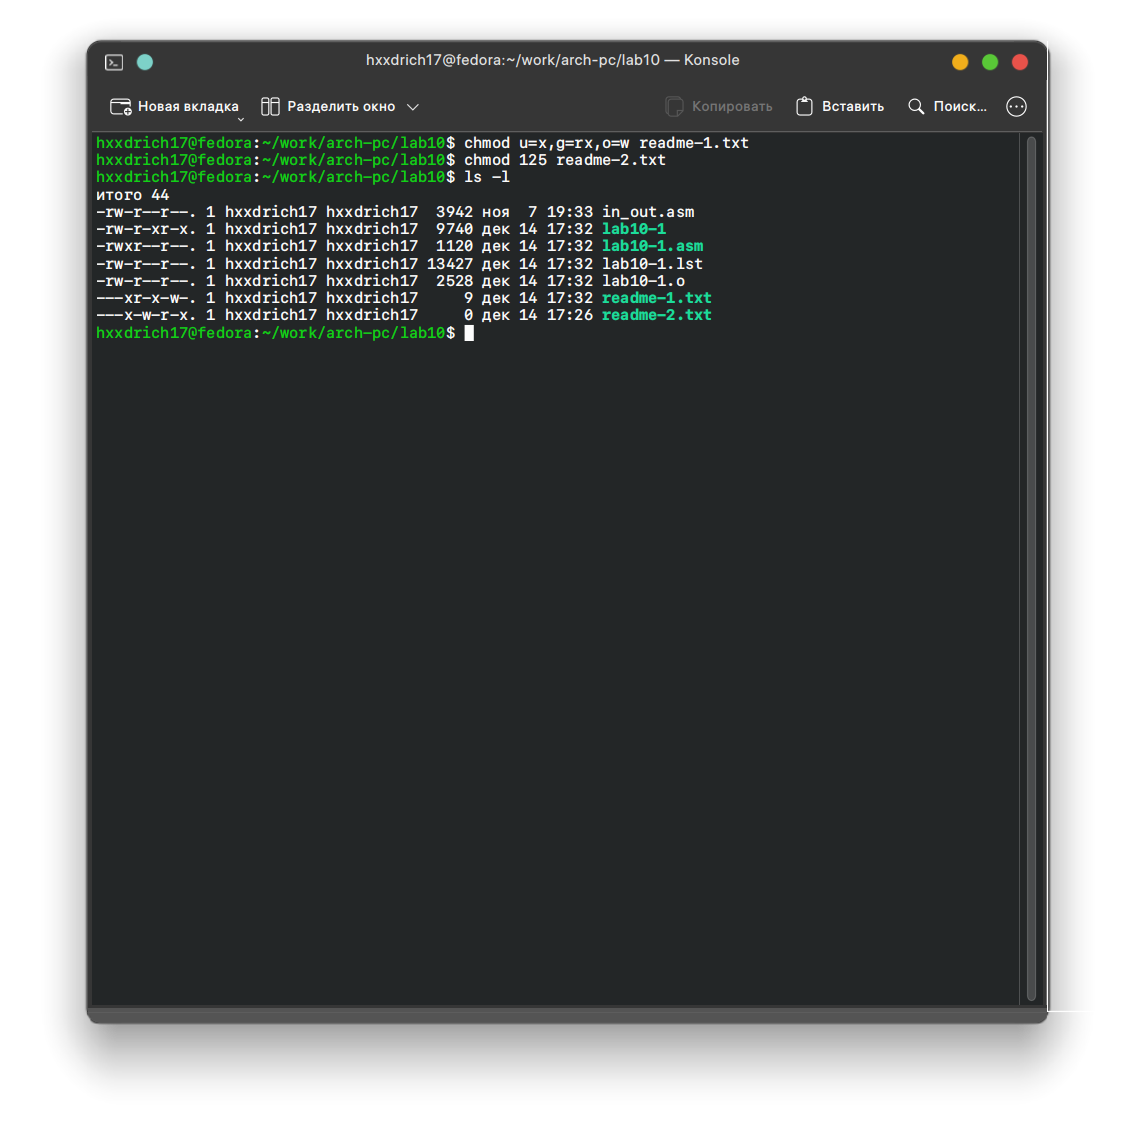 hxxdrich17@fedora:~/work/arch-pc/lab10 — Konsole
Новая вкладка Разделить окно Копировать Вставить Поиск...
hxxdrich17@fedora:~/work/arch-pc/lab10$ chmod u=x,g=rx,o=w readme-1.txt
hxxdrich17@fedora:~/work/arch-pc/lab10$ chmod 125 readme-2.txt
hxxdrich17@fedora:~/work/arch-pc/lab10$ ls -l
итого 44
-rw-r--r--. 1 hxxdrich17 hxxdrich17  3942 ноя  7 19:33 in_out.asm
-rw-r-xr-x. 1 hxxdrich17 hxxdrich17  9740 дек 14 17:32 lab10-1
-rwxr--r--. 1 hxxdrich17 hxxdrich17  1120 дек 14 17:32 lab10-1.asm
-rw-r--r--. 1 hxxdrich17 hxxdrich17 13427 дек 14 17:32 lab10-1.lst
-rw-r--r--. 1 hxxdrich17 hxxdrich17  2528 дек 14 17:32 lab10-1.o
---xr-x-w-. 1 hxxdrich17 hxxdrich17     9 дек 14 17:32 readme-1.txt
---x-w-r-x. 1 hxxdrich17 hxxdrich17     0 дек 14 17:26 readme-2.txt
hxxdrich17@fedora:~/work/arch-pc/lab10$